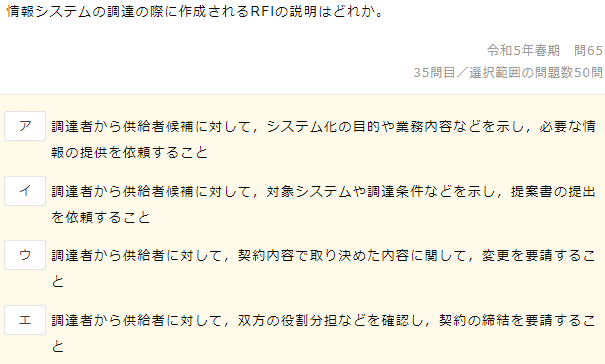 情報システムの調達の際に作成されるRFIの説明はどれか。
令和5年春期　問65
35問目／選択範囲の問題数50問
ア
調達者から供給者候補に対して，システム化の目的や業務内容などを示し，必要な情
報の提供を依頼すること
イ
調達者から供給者候補に対して，対象システムや調達条件などを示し，提案書の提出
を依頼すること
ウ
調達者から供給者に対して，契約内容で取り決めた内容に関して，変更を要請するこ
と
エ
調達者から供給者に対して，双方の役割分担などを確認し，契約の締結を要請するこ
と